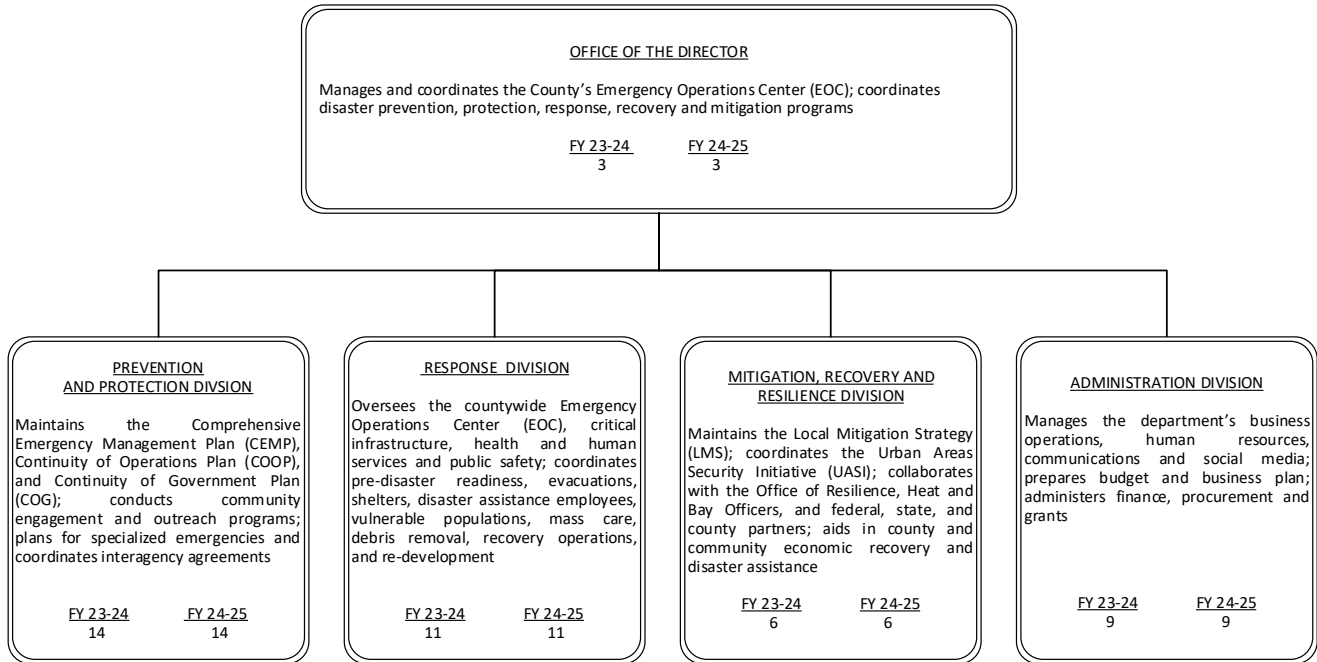 OFFICE OF THE DIRECTOR
Manages and coordinates the County's Emergency Operations Center (EOC); coordinates
disaster prevention, protection, response, recovery and mitigation programs
FY 23-24 FY 24-25
3 3
PREVENTION
AND PROTECTION DIVSION
Maintains the Comprehensive
Emergency Management Plan (CEMP),
Continuity of Operations Plan (COOP),
and Continuity of Government Plan
(COG); conducts community
engagement and outreach programs;
plans for specialized emergencies and
coordinates interagency agreements
FY 23-24 FY 24-25
14 14
RESPONSE DIVISION
Oversees the countywide Emergency
Operations Center (EOC), critical
infrastructure, health and human
services and public safety; coordinates
pre-disaster readiness, evacuations,
shelters, disaster assistance employees,
vulnerable populations, mass care,
debris removal, recovery operations,
and re-development
FY 23-24 FY 24-25
11 11
MITIGATION, RECOVERY AND
RESILIENCE DIVISION
Maintains the Local Mitigation Strategy
(LMS); coordinates the Urban Areas
Security Initiative (UASI); collaborates
with the Office of Resilience, Heat and
Bay Officers, and federal, state, and
county partners; aids in county and
community economic recovery and
disaster assistance
FY 23-24 FY 24-25
6 6
ADMINISTRATION DIVISION
Manages the department's business
operations, human resources,
communications and social media;
prepares budget and business plan;
administers finance, procurement and
grants
FY 23-24 FY 24-25
9 9